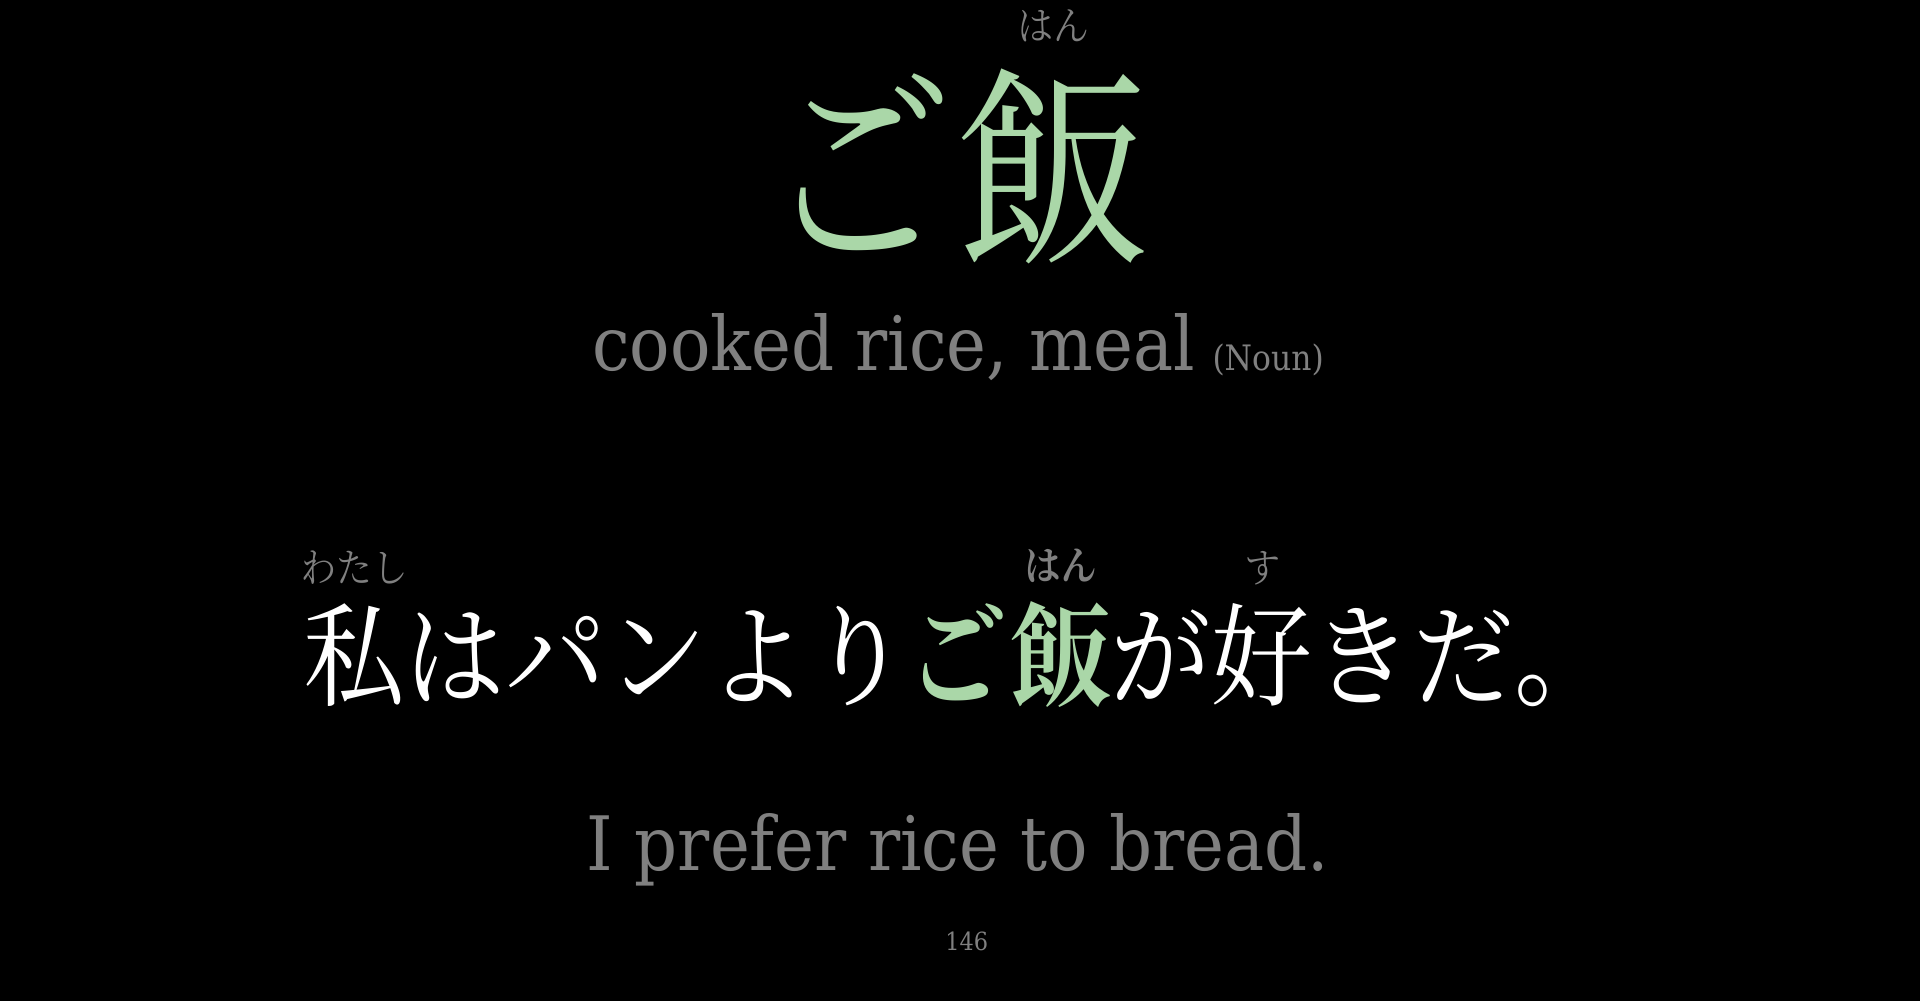 はん
ご飯
cooked rice, meal (Noun)
わたし はん す
私はパンよりご飯が好きだ。
I prefer rice to bread.
146